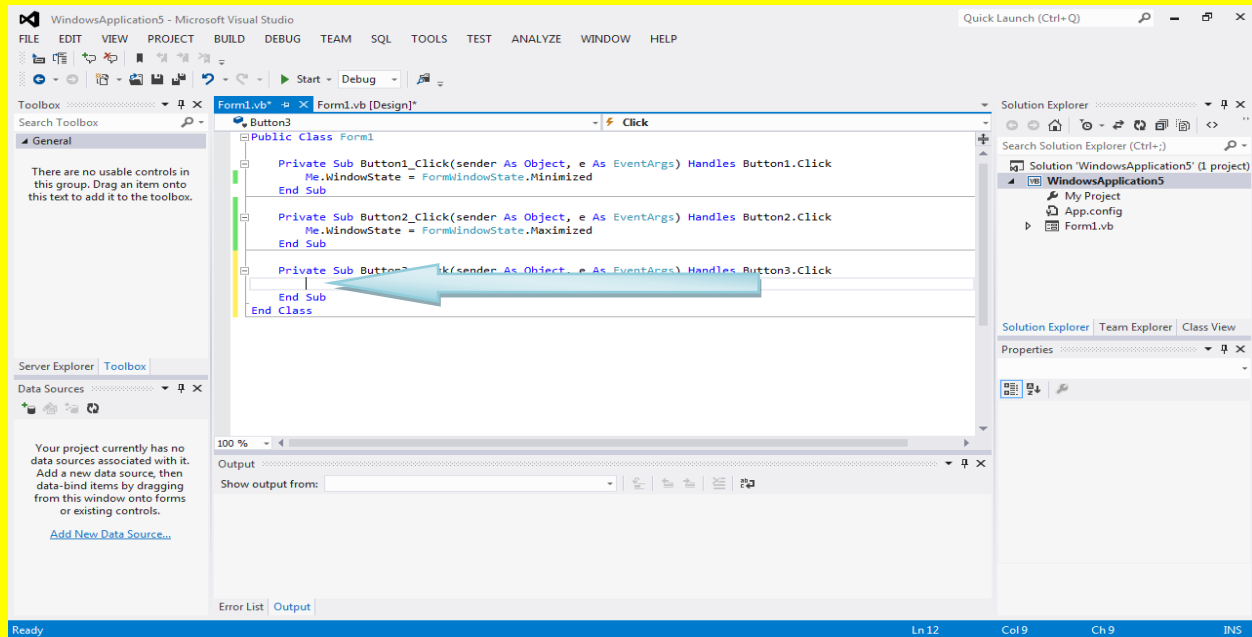 WindowsApplication5 - Microsoft Visual Studio
Quick Launch (Ctrl+Q)
FILE EDIT VIEW PROJECT BUILD DEBUG TEAM SQL TOOLS TEST ANALYZE WINDOW HELP
Start Debug
Toolbox
Search Toolbox
General
There are no usable controls in
this group. Drag an item onto
this text to add it to the toolbox.
Server Explorer Toolbox
Data Sources
Your project currently has no
data sources associated with it.
Add a new data source, then
data-bind items by dragging
from this window onto forms
or existing controls.
Add New Data Source...
Form1.vb* Form1.vb [Design]*
Button3 Click
Public Class Form1
Private Sub Button1_Click(sender As Object, e As EventArgs) Handles Button1.Click
Me.WindowState = FormWindowState.Minimized
End Sub
Private Sub Button2_Click(sender As Object, e As EventArgs) Handles Button2.Click
Me.WindowState = FormWindowState.Maximized
End Sub
Private Sub (sender As Object, e As EventArgs) Handles Button3.Click
End Sub
End Class
100 %
Output
Show output from:
Error List Output
Solution Explorer
Search Solution Explorer (Ctrl+;)
Solution 'WindowsApplication5' (1 project)
VB WindowsApplication5
My Project
App.config
Form1.vb
Solution Explorer Team Explorer Class View
Properties
Ready Ln 12 Col 9 Ch 9 INS